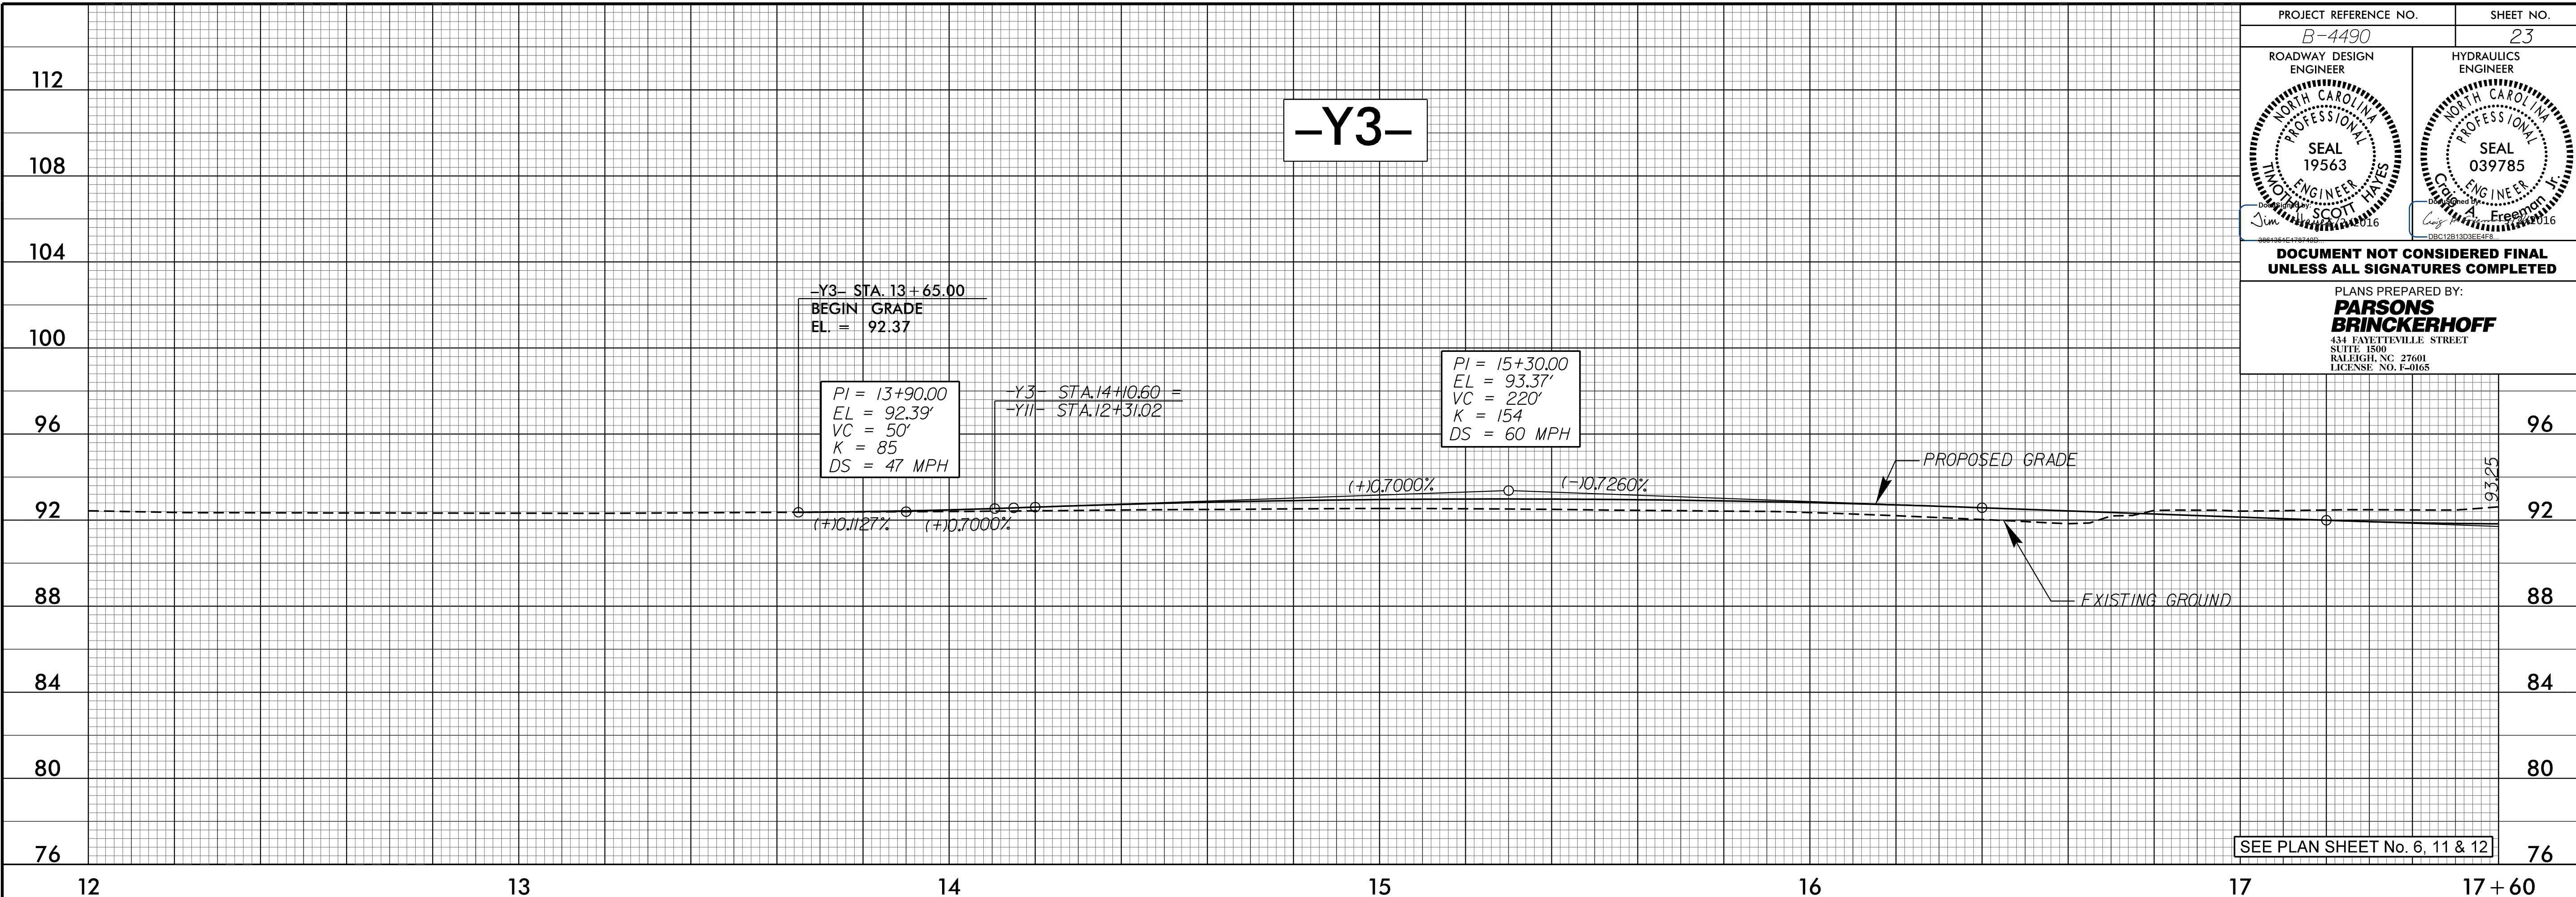 PROJECT REFERENCE NO.
SHEET NO.
B-4490
23
ROADWAY DESIGN
ENGINEER
HYDRAULICS
ENGINEER
NORTH CAROLINA
PROFESSIONAL
SEAL
19563
ENGINEER
TIMOTHY SCOTT HAYES
NORTH CAROLINA
PROFESSIONAL
SEAL
039785
ENGINEER
Craig A. Freeman Jr.
DBC12B13D3EE4F8...
DOCUMENT NOT CONSIDERED FINAL
UNLESS ALL SIGNATURES COMPLETED
PLANS PREPARED BY:
PARSONS
BRINCKERHOFF
434 FAYETTEVILLE STREET
SUITE 1500
RALEIGH, NC 27601
LICENSE NO. F-0165
-Y3-
112
108
104
100
96
92
88
84
80
76
-Y3- STA. 13+65.00
BEGIN GRADE
EL. = 92.37
PI = 13+90.00
EL = 92.39'
VC = 50'
K = 85
DS = 47 MPH
-Y3- STA.14+10.60 =
-Y11- STA.12+31.02
PI = 15+30.00
EL = 93.37'
VC = 220'
K = 154
DS = 60 MPH
(+)0.1127%
(+)0.7000%
(+)0.7000%
(-)0.7260%
PROPOSED GRADE
EXISTING GROUND
93.25
96
92
88
84
80
76
SEE PLAN SHEET No. 6, 11 & 12
12
13
14
15
16
17
17+60